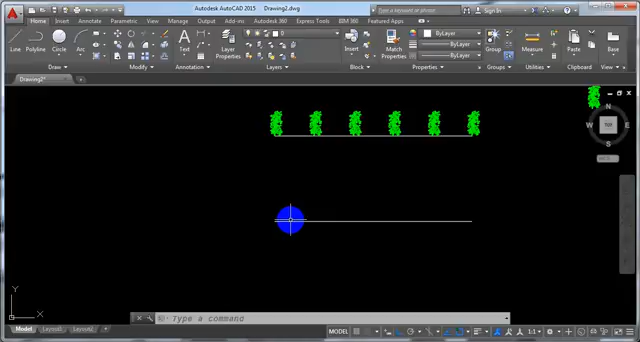 Autodesk AutoCAD 2015 Drawing2.dwg
Type a keyword or phrase
Sign In
Home Insert Annotate Parametric View Manage Output Add-ins Autodesk 360 Express Tools BIM 360 Featured Apps
Line Polyline Circle Arc
Text
Layer Properties
0
Insert
Match Properties
ByLayer
ByLayer
ByLayer
Group
Measure
Paste
Draw Modify Annotation Layers Block Properties Groups Utilities Clipboard
Drawing2*
N
W TOP E
S
Y
X
Type a command
Model Layout1 Layout2
MODEL
1:1